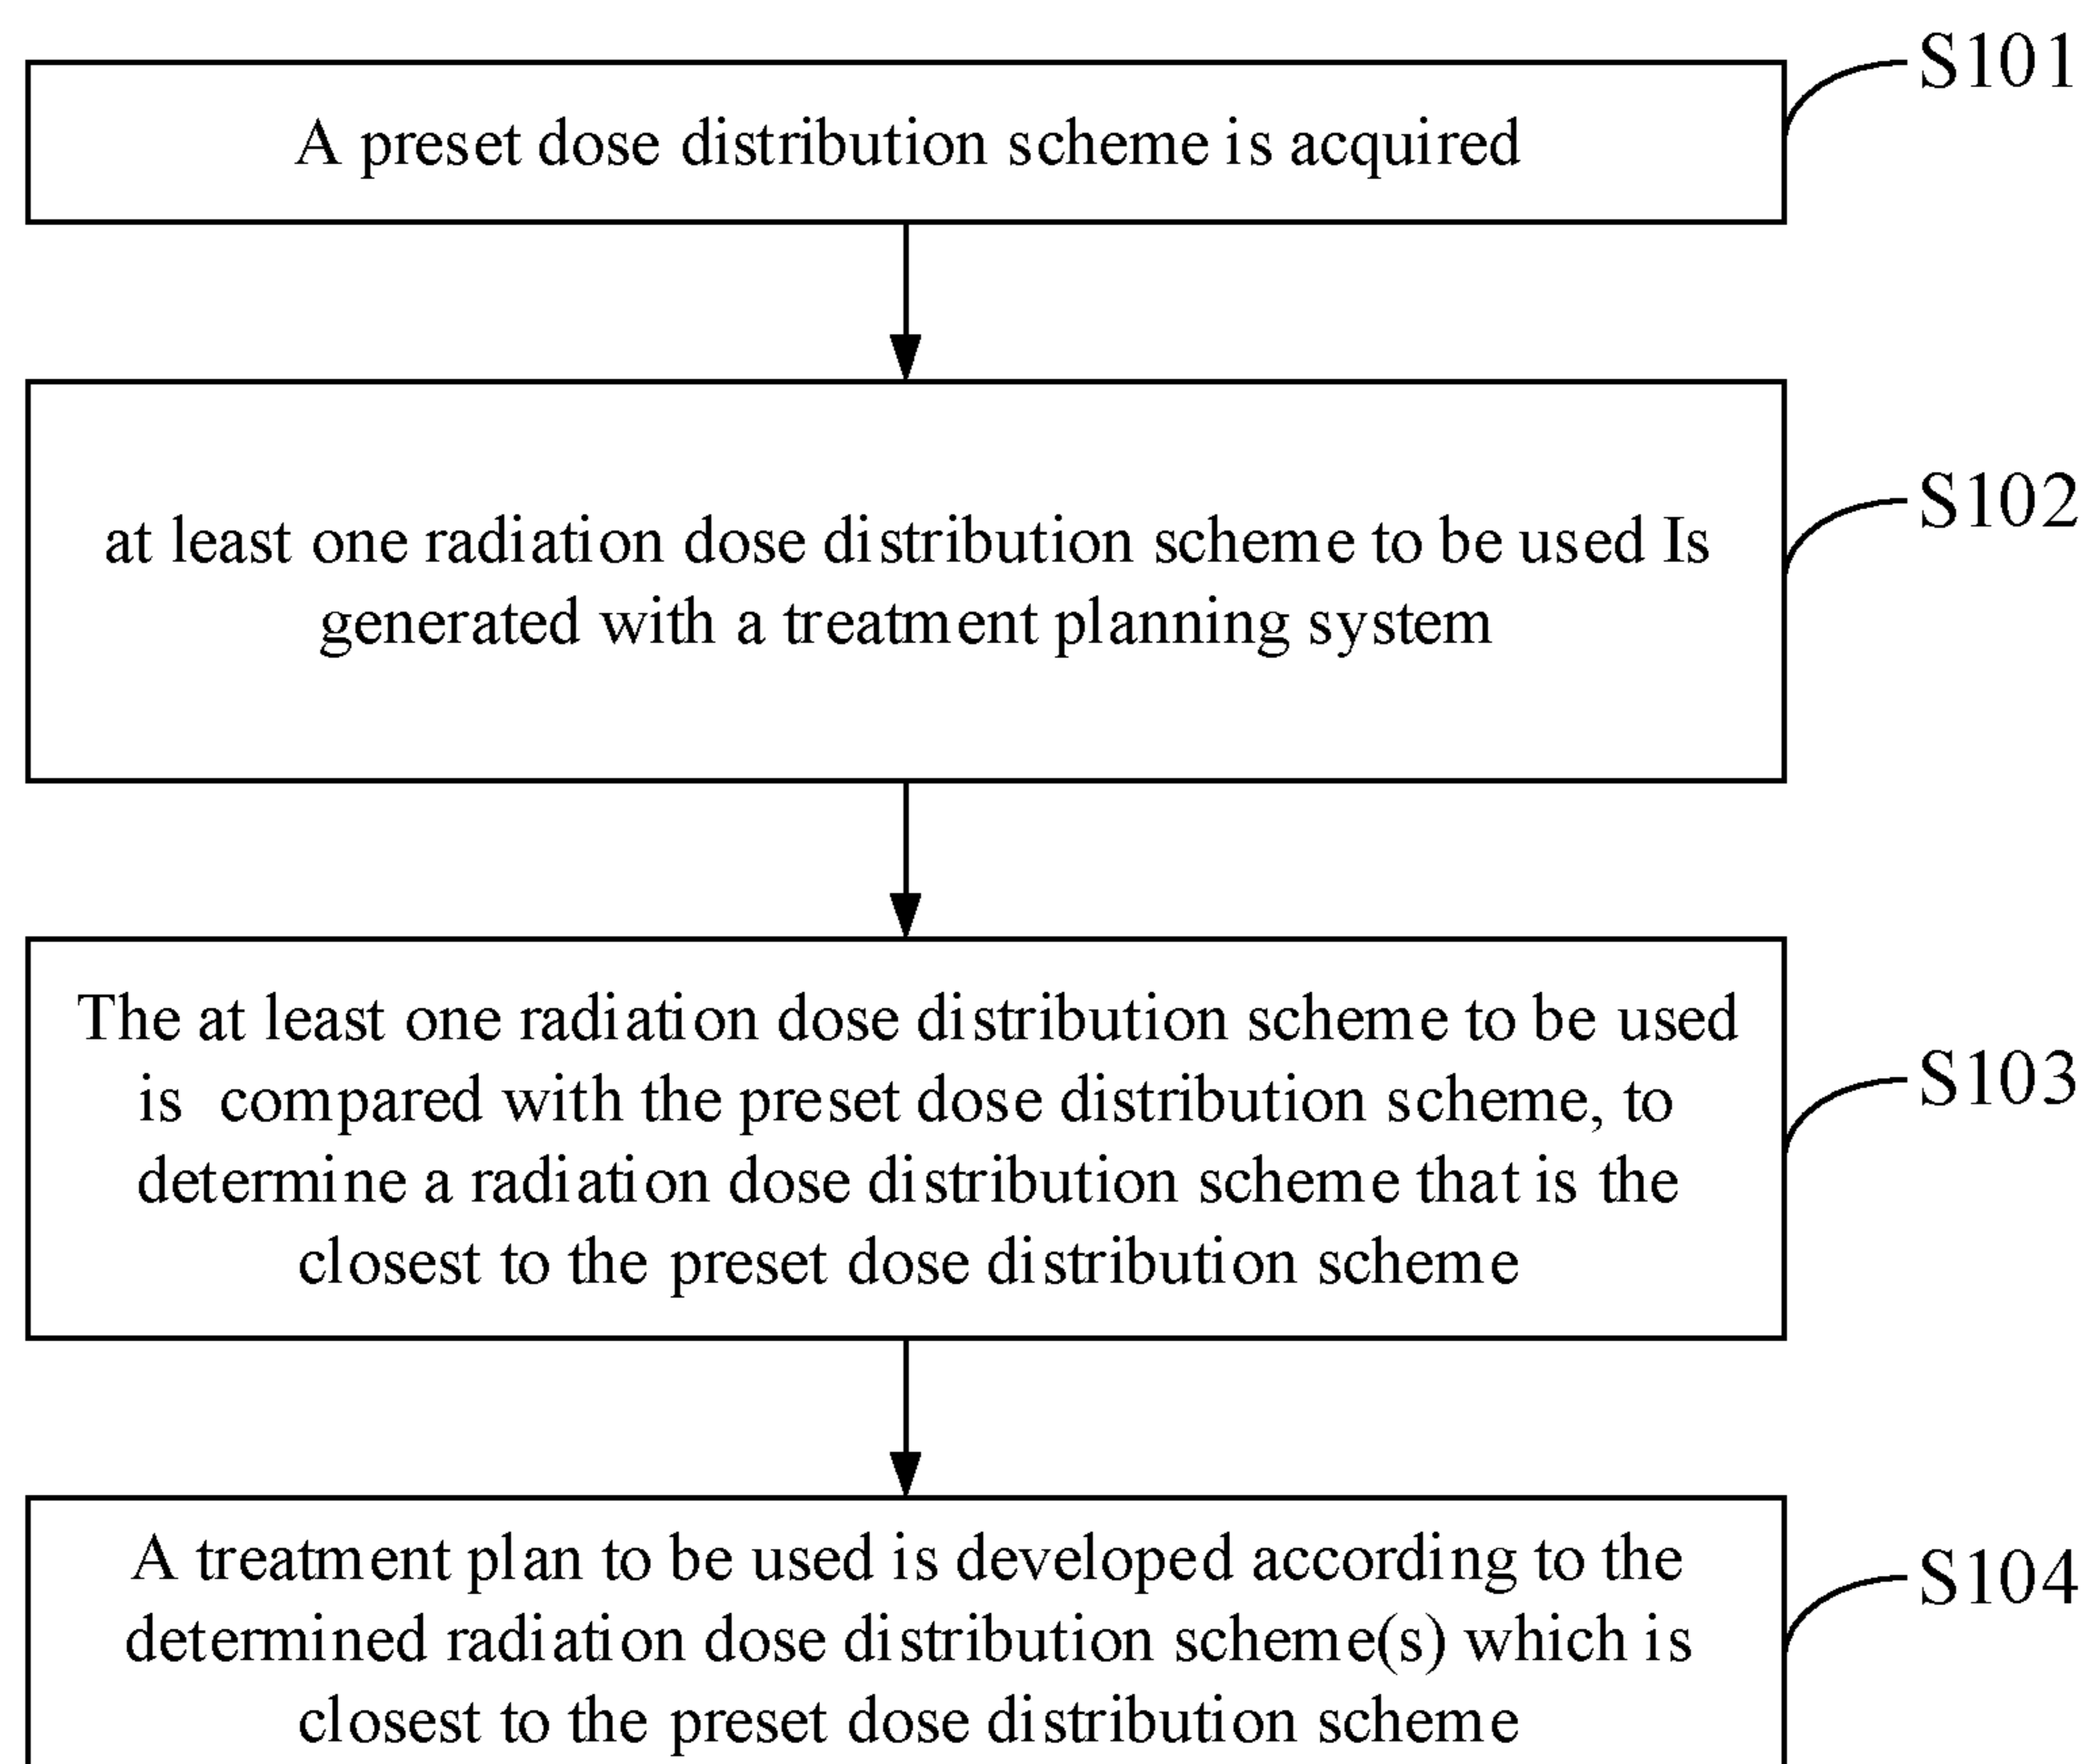 S101
A preset dose distribution scheme is acquired
S102
at least one radiation dose distribution scheme to be used Is
generated with a treatment planning system
The at least one radiation dose distribution scheme to be used
is compared with the preset dose distribution scheme, to
S103
determine a radiation dose distribution scheme that is the
closest to the preset dose distribution scheme
A treatment plan to be used is developed according to the
S104
determined radiation dose distribution scheme(s) which is
closest to the preset dose distribution scheme